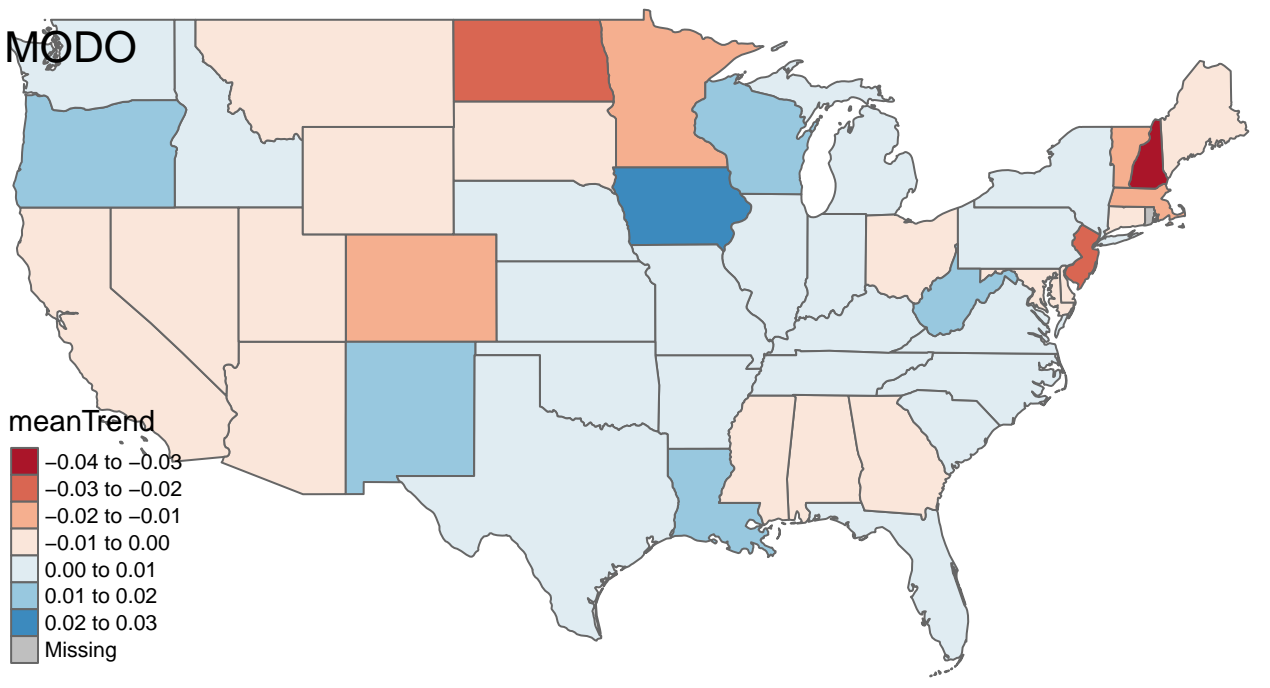 MODO
meanTrend
−0.04 to −0.03
−0.03 to −0.02
−0.02 to −0.01
−0.01 to 0.00
0.00 to 0.01
0.01 to 0.02
0.02 to 0.03
Missing